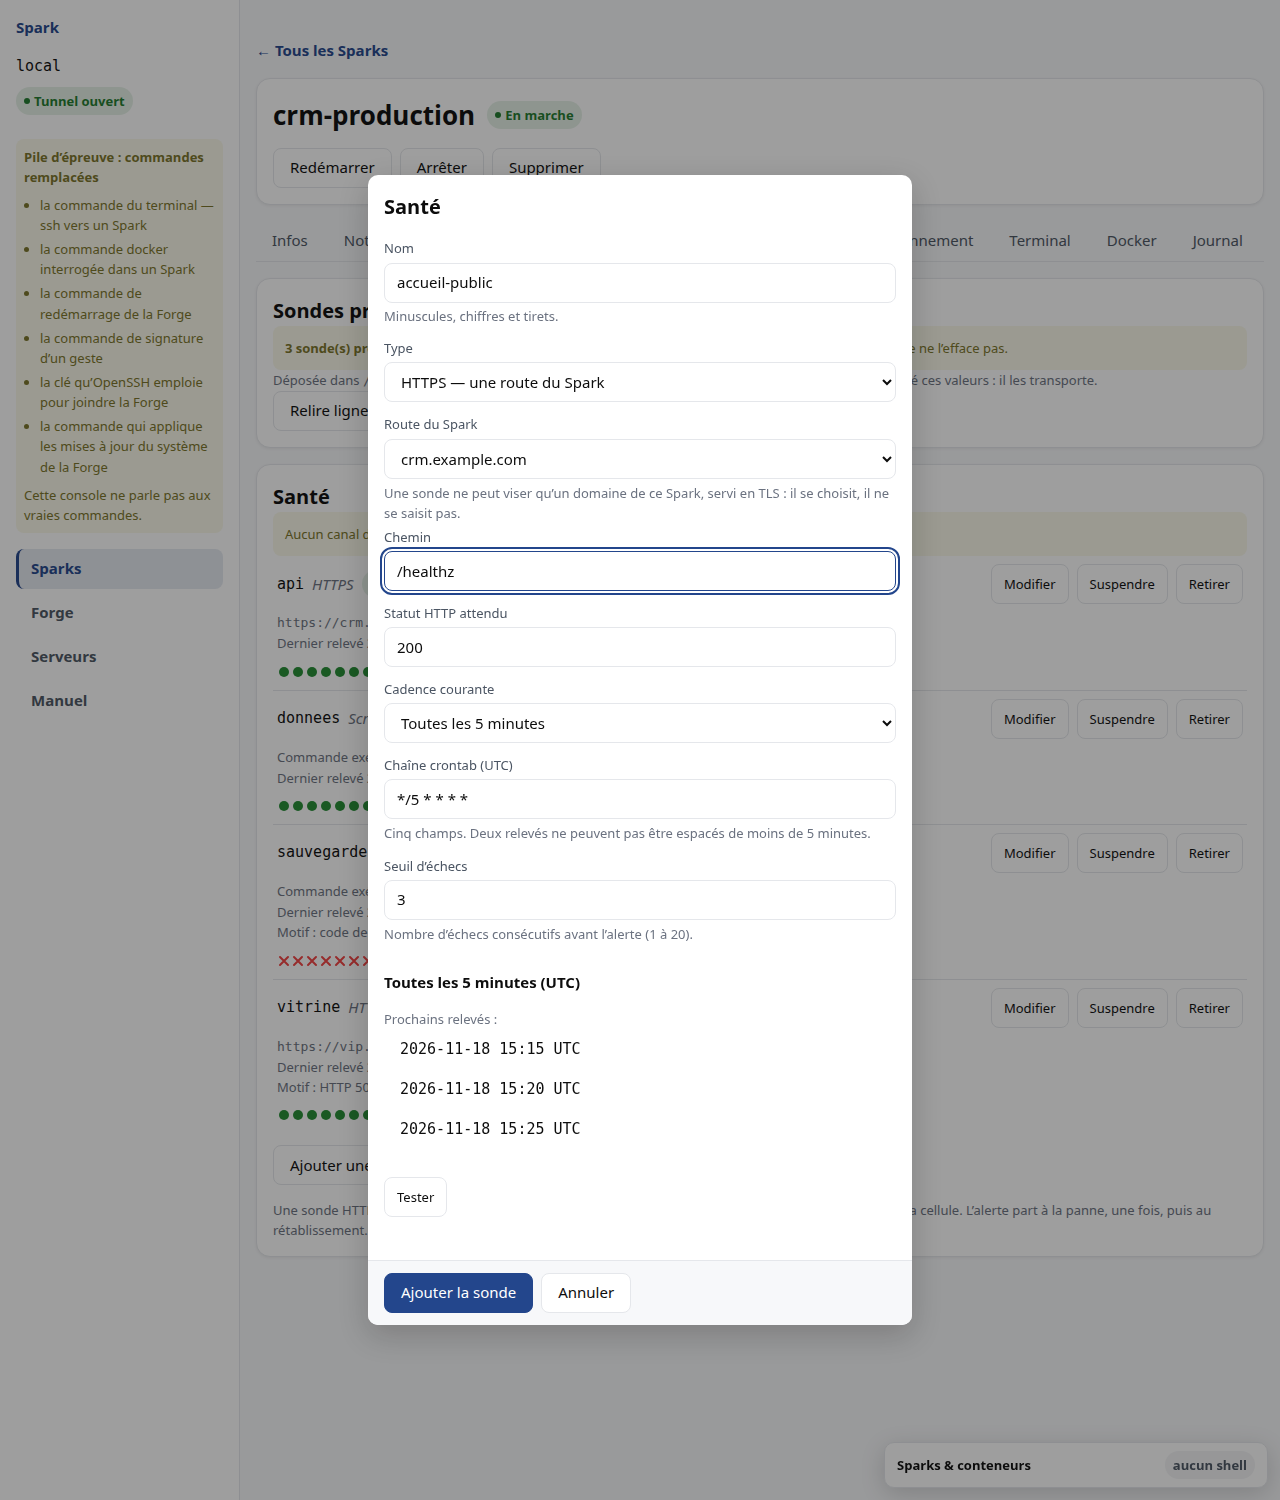 Spark
local
Tunnel ouvert
Pile d’épreuve : commandes
remplacées
la commande du terminal —
ssh vers un Spark
la commande docker
interrogée dans un Spark
la commande de
redémarrage de la Forge
la commande de signature
d’un geste
la clé qu’OpenSSH emploie
pour joindre la Forge
la commande qui applique
les mises à jour du système
de la Forge
Cette console ne parle pas aux
vraies commandes.
Sparks
Forge
Serveurs
Manuel
← Tous les Sparks
crm-production En marche
Redémarrer Arrêter Supprimer
Infos Terminal Docker Journal
Sondes
3 sonde(s) ne l’efface pas.
Déposée dans ces valeurs : il les transporte.
Relire
Santé
Aucun canal
api HTTPS Modifier Suspendre Retirer
https://crm.
Dernier relevé
donnees Modifier Suspendre Retirer
Commande
Dernier relevé
sauvegarde Modifier Suspendre Retirer
Commande
Dernier relevé
Motif : code
vitrine Modifier Suspendre Retirer
https://vip.
Dernier relevé
Motif : HTTP
Ajouter
Une sonde cellule. L’alerte part à la panne, une fois, puis au
rétablissement.
Santé
Nom
accueil-public
Minuscules, chiffres et tirets.
Type
HTTPS — une route du Spark
Route du Spark
crm.example.com
Une sonde ne peut viser qu’un domaine de ce Spark, servi en TLS : il se choisit, il ne
se saisit pas.
Chemin
/healthz
Statut HTTP attendu
200
Cadence courante
Toutes les 5 minutes
Chaîne crontab (UTC)
*/5 * * * *
Cinq champs. Deux relevés ne peuvent pas être espacés de moins de 5 minutes.
Seuil d’échecs
3
Nombre d’échecs consécutifs avant l’alerte (1 à 20).
Toutes les 5 minutes (UTC)
Prochains relevés :
2026-11-18 15:15 UTC
2026-11-18 15:20 UTC
2026-11-18 15:25 UTC
Tester
Ajouter la sonde Annuler
Sparks & conteneurs aucun shell